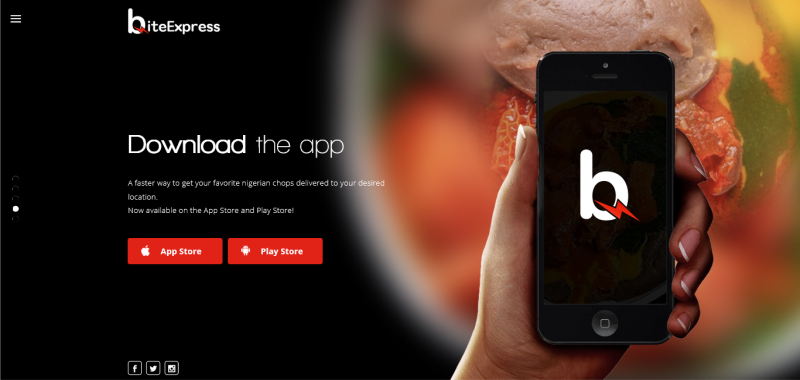 biteExpress
Download the app
A faster way to get your favorite nigerian chops delivered to your desired
location.
Now available on the App Store and Play Store!
App Store
Play Store
b